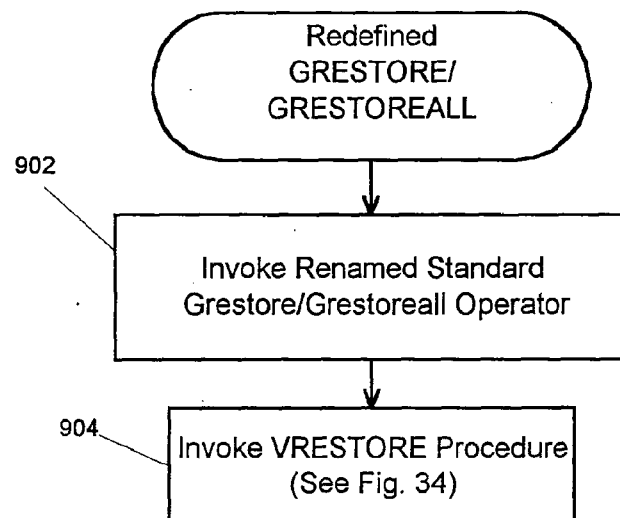 Redefined
GRESTORE/
GRESTOREALL
902
Invoke Renamed Standard
Grestore/Grestoreall Operator
904
Invoke VRESTORE Procedure
(See Fig. 34)